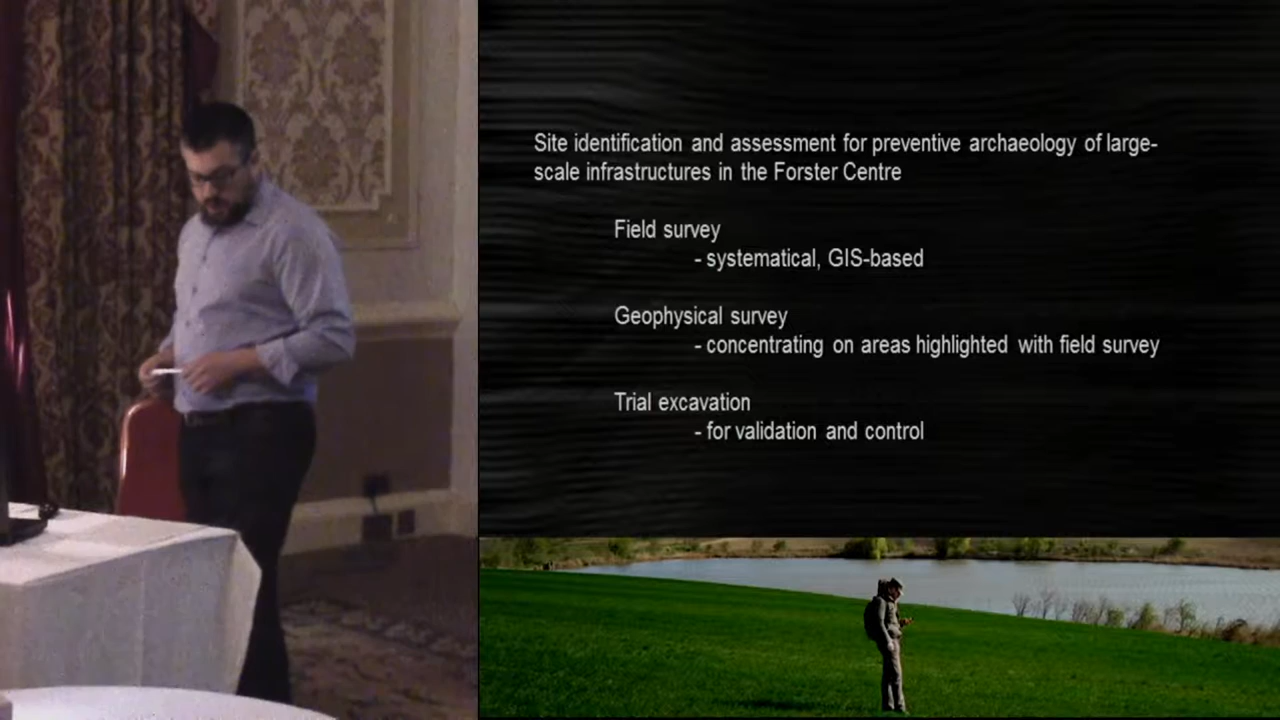 Site identification and assessment for preventive archaeology of large-
scale infrastructures in the Forster Centre
Field survey
- systematical, GIS-based
Geophysical survey
- concentrating on areas highlighted with field survey
Trial excavation
- for validation and control